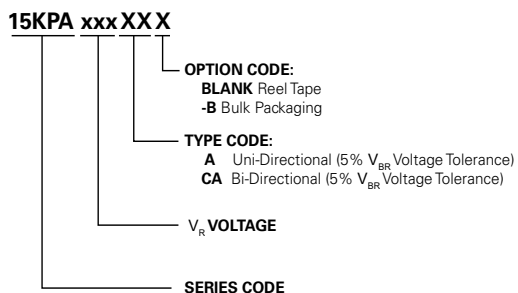 15KPA xxx XX X
OPTION CODE:
BLANK Reel Tape
-B Bulk Packaging
TYPE CODE:
A Uni-Directional (5% VBR Voltage Tolerance)
CA Bi-Directional (5% VBR Voltage Tolerance)
VR VOLTAGE
SERIES CODE